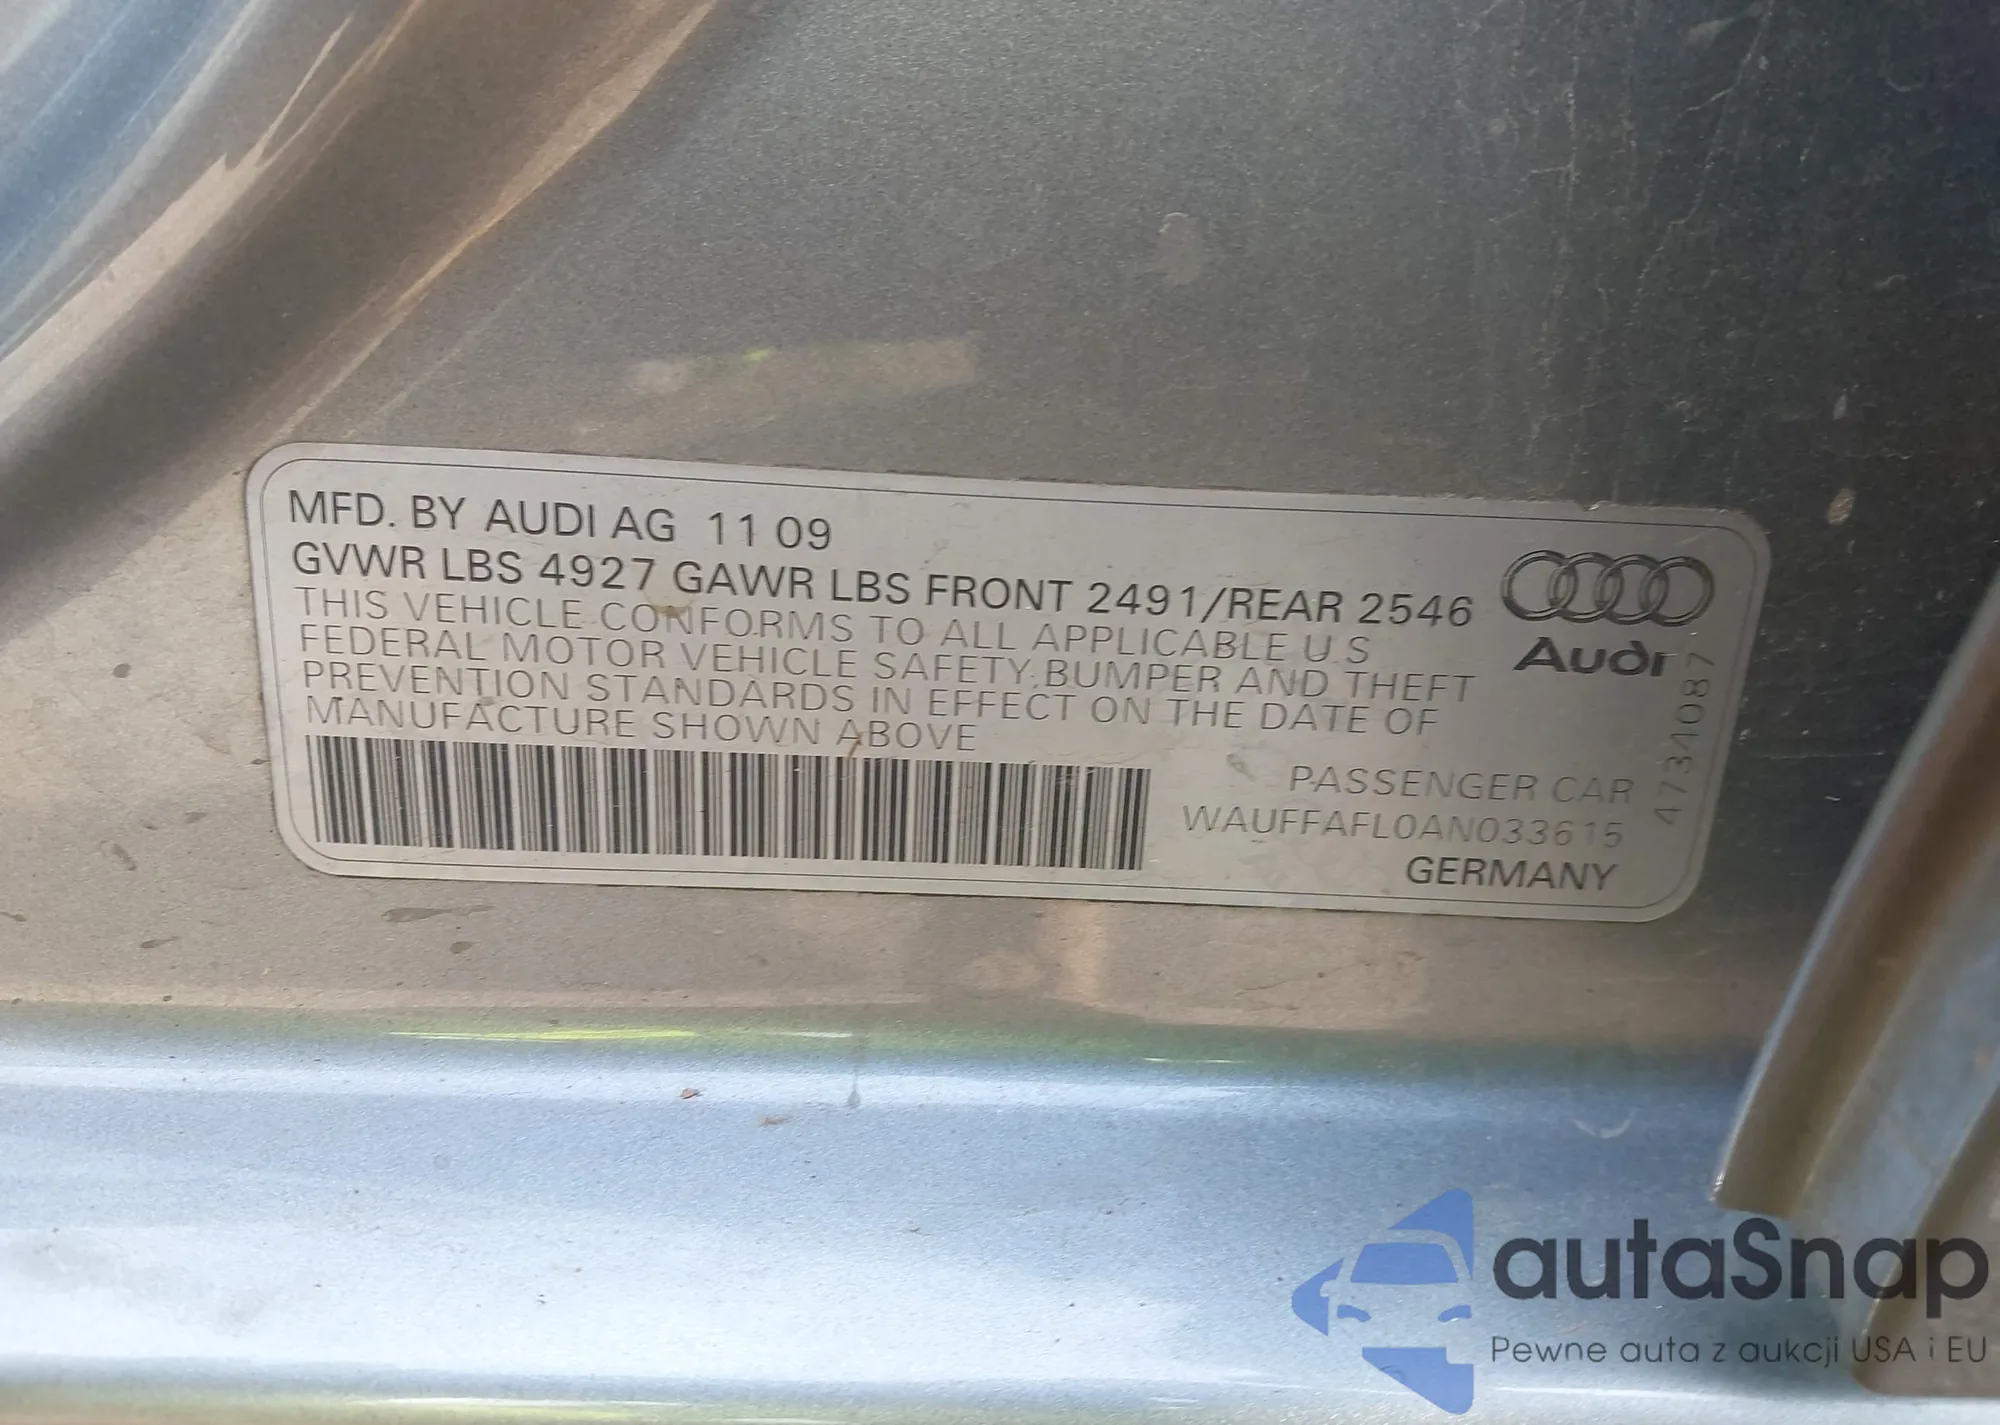 MFD. BY AUDI AG 11 09
GVWR LBS 4927 GAWR LBS FRONT 2491/REAR 2546
THIS VEHICLE CONFORMS TO ALL APPLICABLE U S
FEDERAL MOTOR VEHICLE SAFETY, BUMPER AND THEFT
PREVENTION STANDARDS IN EFFECT ON THE DATE OF
MANUFACTURE SHOWN ABOVE
Audi
47340087
PASSENGER CAR
WAUFFAFL0AN033615
GERMANY
autaSnap
Pewne auta z aukcji USA i EU